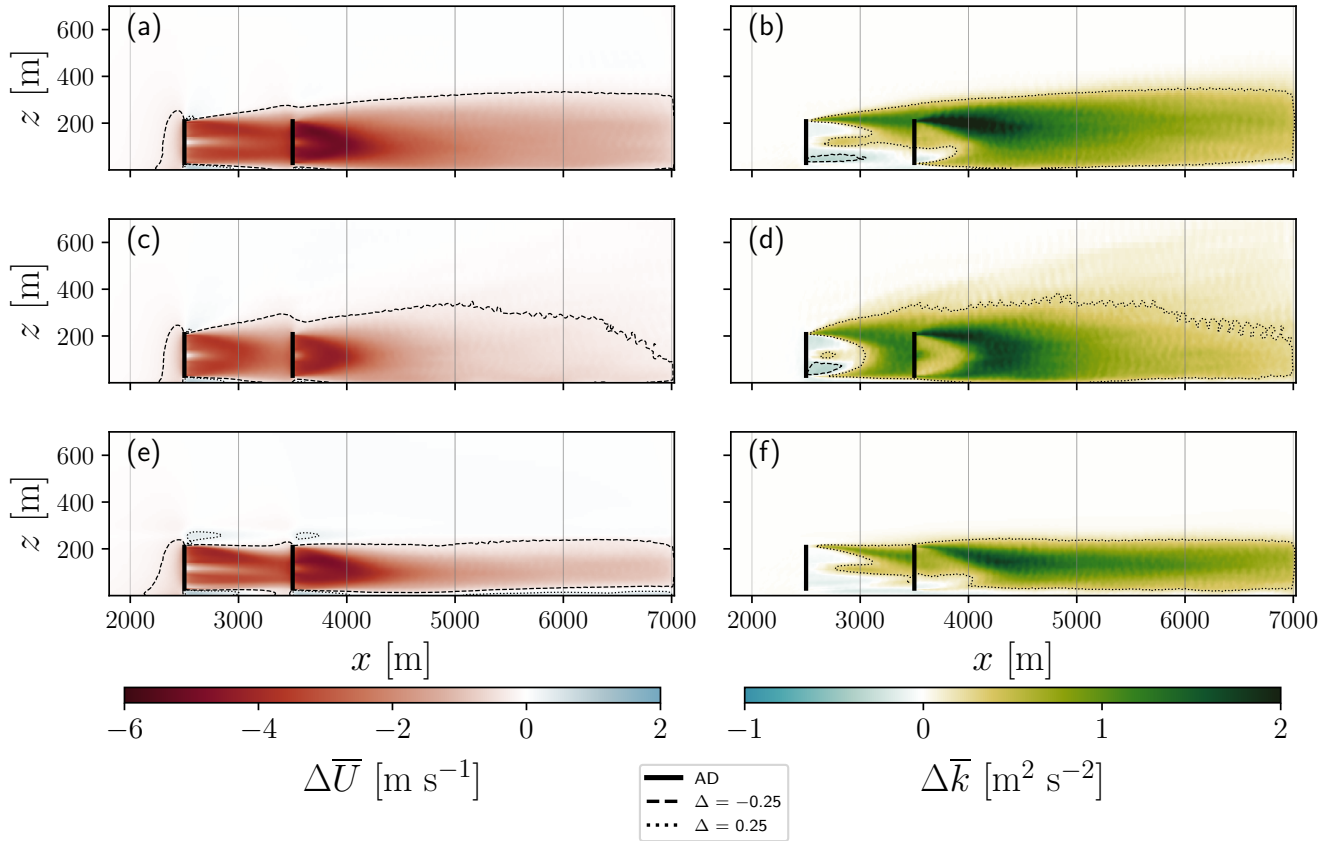 (a) (b)
600
400
200
z [m]
(c) (d)
600
400
200
z [m]
(e) (f)
600
400
200
z [m]
2000 3000 4000 5000 6000 7000 2000 3000 4000 5000 6000 7000
x [m] x [m]
−6 −4 −2 0 2 −1 0 1 2
ΔU̅ [m s⁻¹] Δk̅ [m² s⁻²]
AD
Δ = −0.25
Δ = 0.25